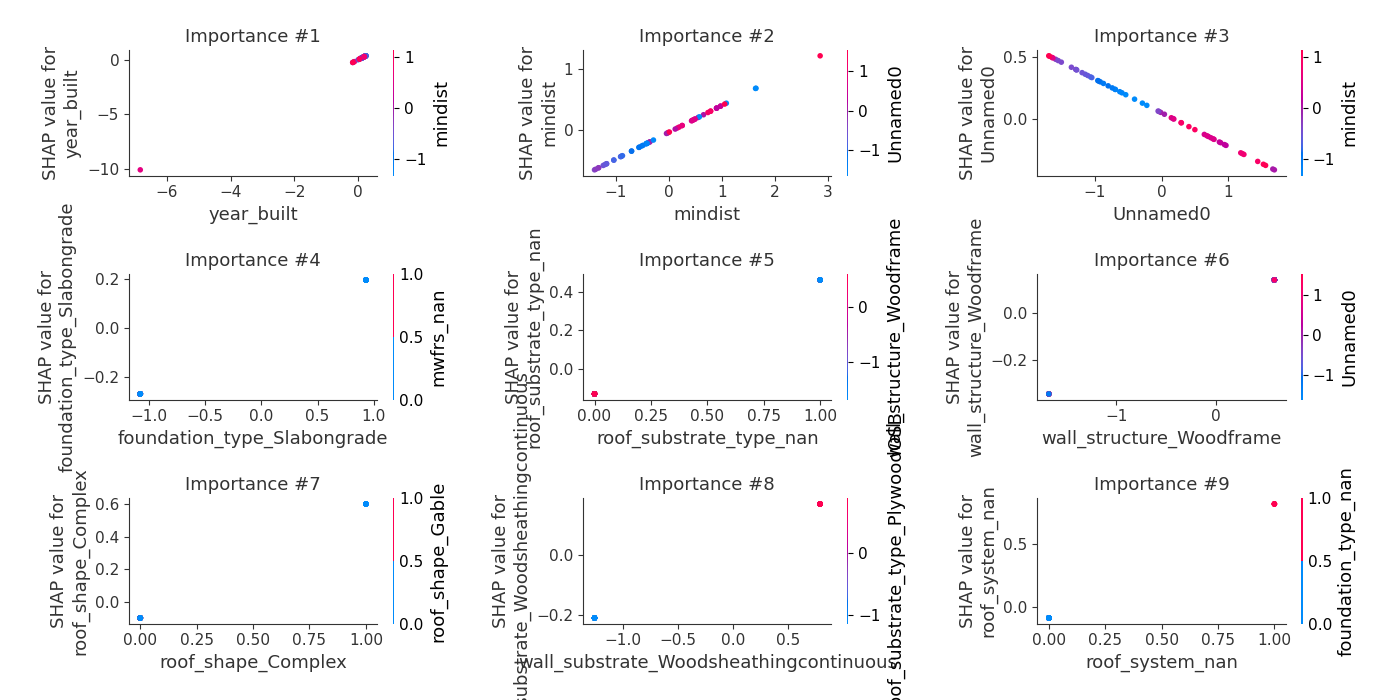 Importance #1
SHAP value for
year_built
0
−5
−10
−6
−4
−2
0
year_built
1
0
−1
mindist
Importance #2
SHAP value for
mindist
1
0
−1
0
1
2
3
mindist
1
0
−1
Unnamed0
Importance #3
SHAP value for
Unnamed0
0.5
0.0
−1
0
1
Unnamed0
1
0
−1
mindist
Importance #4
SHAP value for
foundation_type_Slabongrade
0.2
0.0
−0.2
−1.0
−0.5
0.0
0.5
1.0
foundation_type_Slabongrade
1.0
0.5
0.0
mwfrs_nan
Importance #5
SHAP value for
roof_substrate_type_nan
0.4
0.2
0.0
0.00
0.25
0.50
0.75
1.00
roof_substrate_type_nan
0
−1
wall_structure_Woodframe
Importance #6
SHAP value for
wall_structure_Woodframe
0.0
−0.2
−1
0
wall_structure_Woodframe
1
0
−1
Unnamed0
Importance #7
SHAP value for
roof_shape_Complex
0.6
0.4
0.2
0.0
0.00
0.25
0.50
0.75
1.00
roof_shape_Complex
1.0
0.5
0.0
roof_shape_Gable
Importance #8
SHAP value for
substrate_Woodsheathingcontinuous
0.0
−0.2
−1.0
−0.5
0.0
0.5
wall_substrate_Woodsheathingcontinuous
0
−1
oof_substrate_type_PlywoodOSB
Importance #9
SHAP value for
roof_system_nan
0.5
0.0
0.00
0.25
0.50
0.75
1.00
roof_system_nan
1.0
0.5
0.0
foundation_type_nan